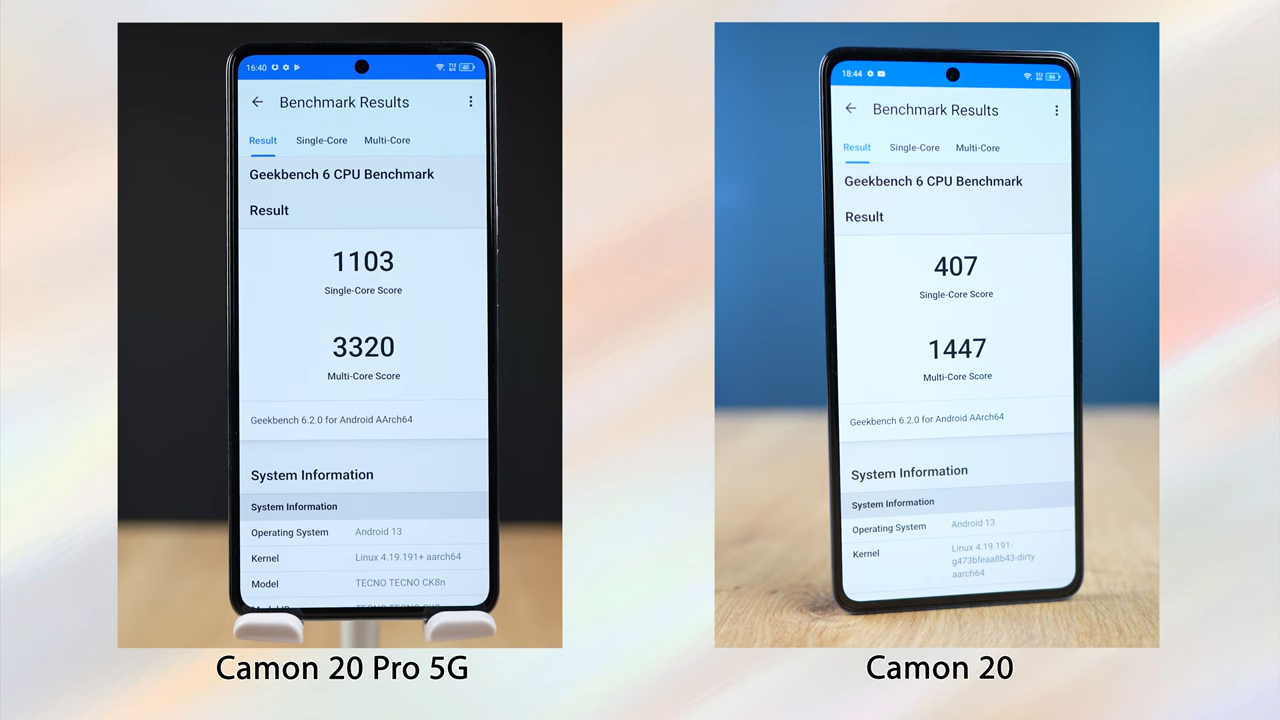 16:40
60
Benchmark Results
Result Single-Core Multi-Core
Geekbench 6 CPU Benchmark
Result
1103
Single-Core Score
3320
Multi-Core Score
Geekbench 6.2.0 for Android AArch64
System Information
System Information
Operating System Android 13
Kernel Linux 4.19.191+ aarch64
Model TECNO TECNO CK8n
Camon 20 Pro 5G
18:44
Benchmark Results
Result Single-Core Multi-Core
Geekbench 6 CPU Benchmark
Result
407
Single-Core Score
1447
Multi-Core Score
Geekbench 6.2.0 for Android AArch64
System Information
System Information
Operating System Android 13
Kernel Linux 4.19.191-
g473bfeaa8b43-dirty
aarch64
Camon 20